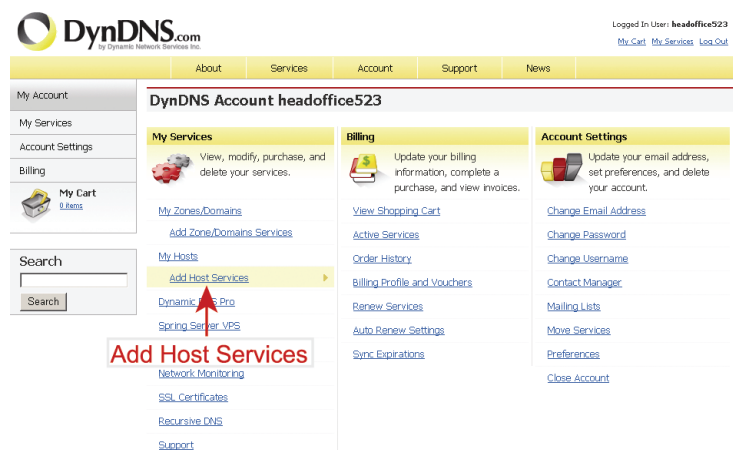 DynDNS.com
by Dynamic Network Services Inc.
Logged In User: headoffice523
My Cart My Services Log Out
About Services Account Support News
My Account
My Services
Account Settings
Billing
My Cart
0 items
Search
Search
DynDNS Account headoffice523
My Services
View, modify, purchase, and
delete your services.
My Zones/Domains
Add Zone/Domains Services
My Hosts
Add Host Services
Dynamic DNS Pro
Spring Server VPS
Add Host Services
Network Monitoring
SSL Certificates
Recursive DNS
Support
Billing
Update your billing
information, complete a
purchase, and view invoices.
View Shopping Cart
Active Services
Order History
Billing Profile and Vouchers
Renew Services
Auto Renew Settings
Sync Expirations
Account Settings
Update your email address,
set preferences, and delete
your account.
Change Email Address
Change Password
Change Username
Contact Manager
Mailing Lists
Move Services
Preferences
Close Account